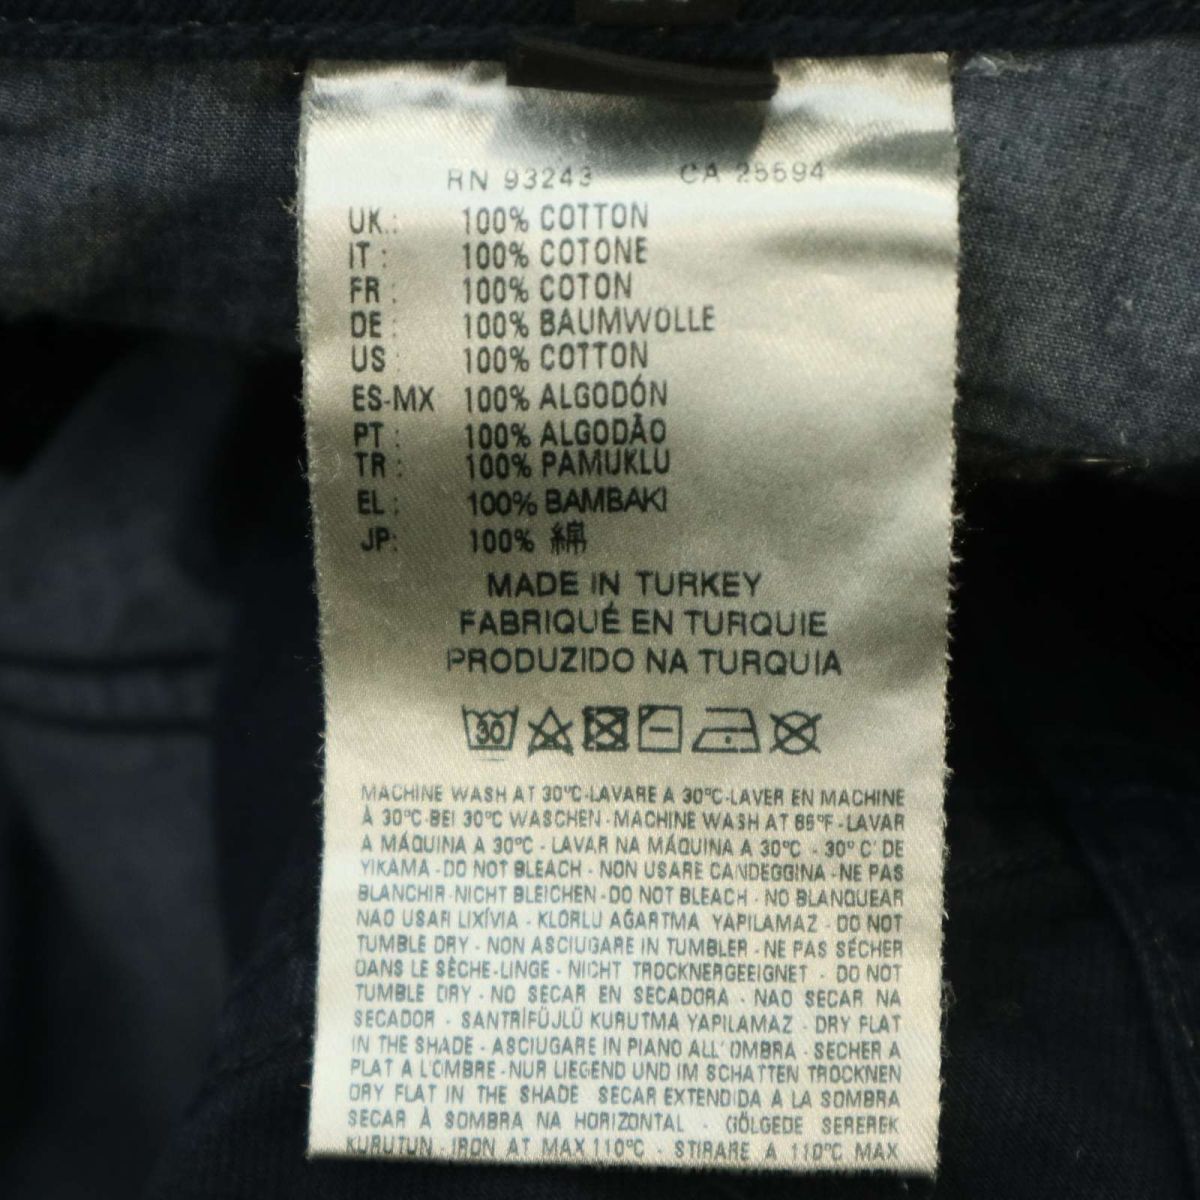 RN 93243 CA 25594
UK.: 100% COTTON
IT : 100% COTONE
FR : 100% COTON
DE : 100% BAUMWOLLE
US : 100% COTTON
ES-MX 100% ALGODÓN
PT : 100% ALGODÃO
TR : 100% PAMUKLU
EL : 100% BAMBAKI
JP: 100% 綿
MADE IN TURKEY
FABRIQUÉ EN TURQUIE
PRODUZIDO NA TURQUIA
30
MACHINE WASH AT 30°C-LAVARE A 30°C-LAVER EN MACHINE
À 30°C-BEI 30°C WASCHEN - MACHINE WASH AT 86°F - LAVAR
A MÁQUINA A 30°C - LAVAR NA MÁQUINA A 30°C - 30° C' DE
YIKAMA - DO NOT BLEACH - NON USARE CANDEGGINA - NE PAS
BLANCHIR - NICHT BLEICHEN - DO NOT BLEACH - NO BLANQUEAR
NAO USAR LIXÍVIA - KLORLU AĞARTMA YAPILAMAZ - DO NOT
TUMBLE DRY - NON ASCIUGARE IN TUMBLER - NE PAS SÉCHER
DANS LE SÈCHE-LINGE - NICHT TROCKNERGEEIGNET - DO NOT
TUMBLE DRY - NO SECAR EN SECADORA - NAO SECAR NA
SECADOR - SANTRİFÜJLÜ KURUTMA YAPILAMAZ - DRY FLAT
IN THE SHADE - ASCIUGARE IN PIANO ALL'OMBRA - SECHER A
PLAT A L'OMBRE - NUR LIEGEND UND IM SCHATTEN TROCKNEN
DRY FLAT IN THE SHADE SECAR EXTENDIDA A LA SOMBRA
SECAR À SOMBRA NA HORIZONTAL - GÖLGEDE SEREREK
KURUTUN - IRON AT MAX 110°C - STIRARE A 110°C MAX